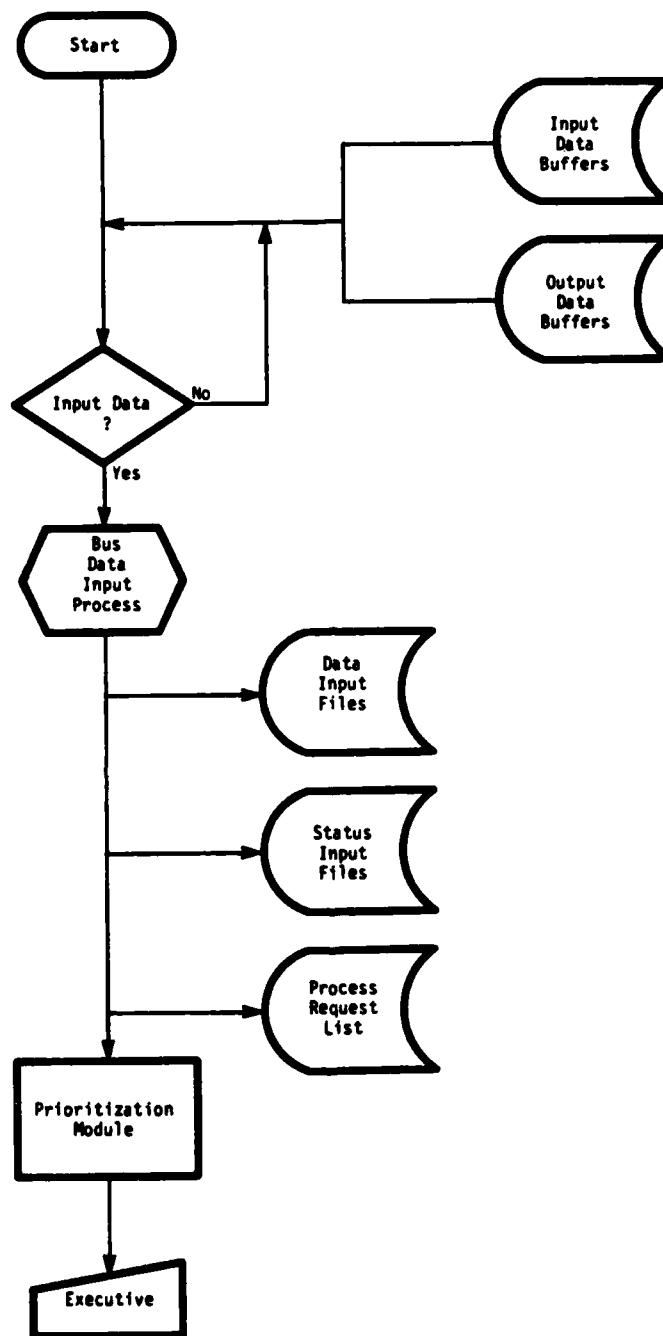 Start
Input
Data
Buffers
Output
Data
Buffers
Input Data
?
No
Yes
Bus
Data
Input
Process
Data
Input
Files
Status
Input
Files
Process
Request
List
Prioritization
Module
Executive